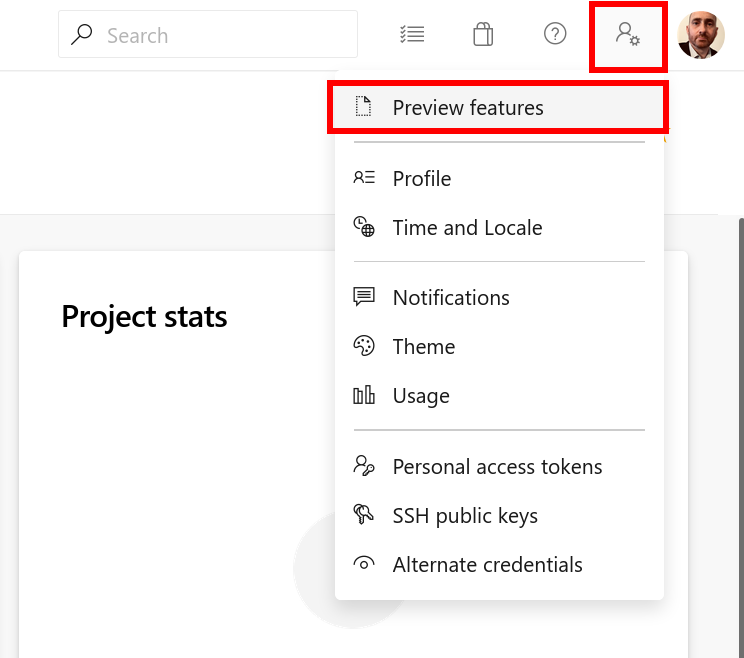 Search
Preview features
Profile
Time and Locale
Project stats
Notifications
Theme
Usage
Personal access tokens
SSH public keys
Alternate credentials